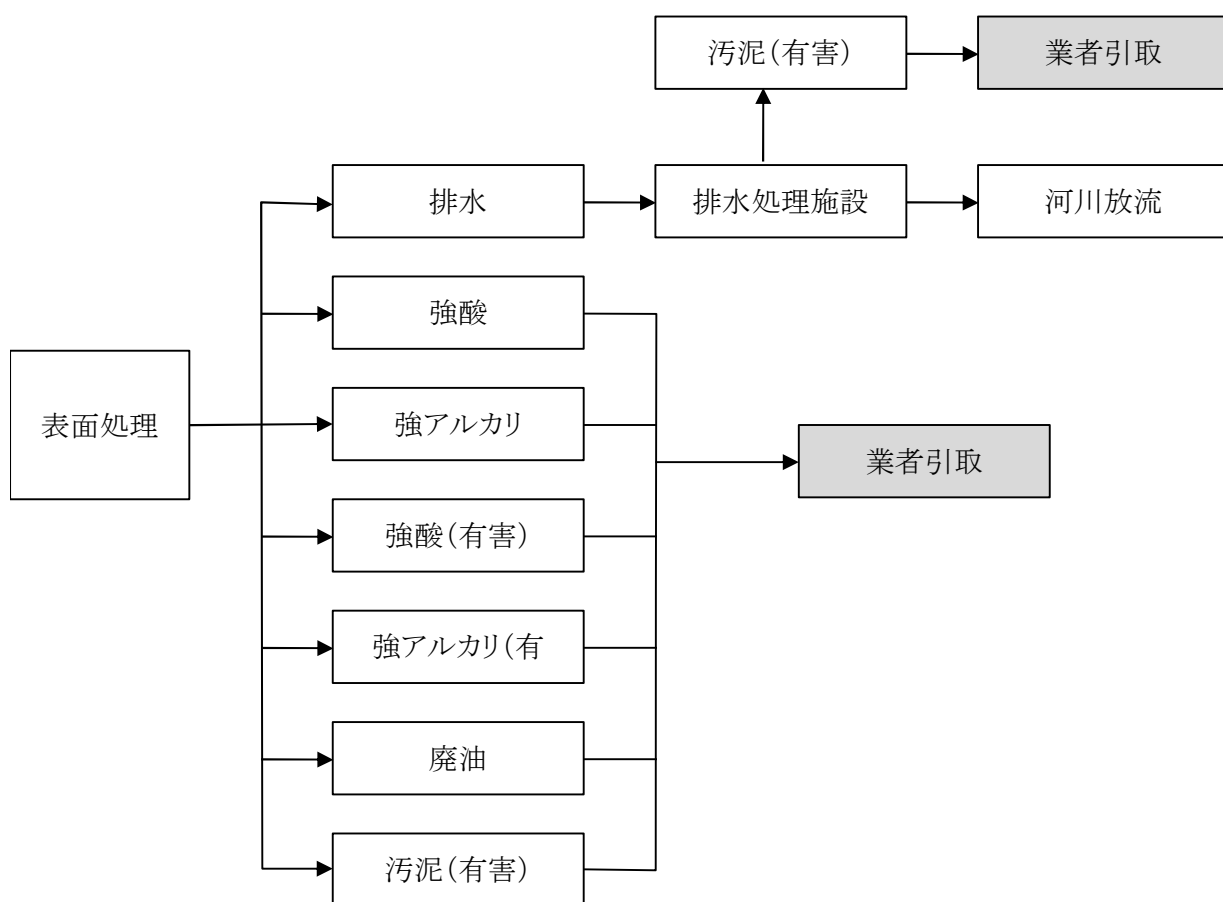 汚泥(有害)
業者引取
排水
排水処理施設
河川放流
強酸
表面処理
強アルカリ
業者引取
強酸(有害)
強アルカリ(有
廃油
汚泥(有害)